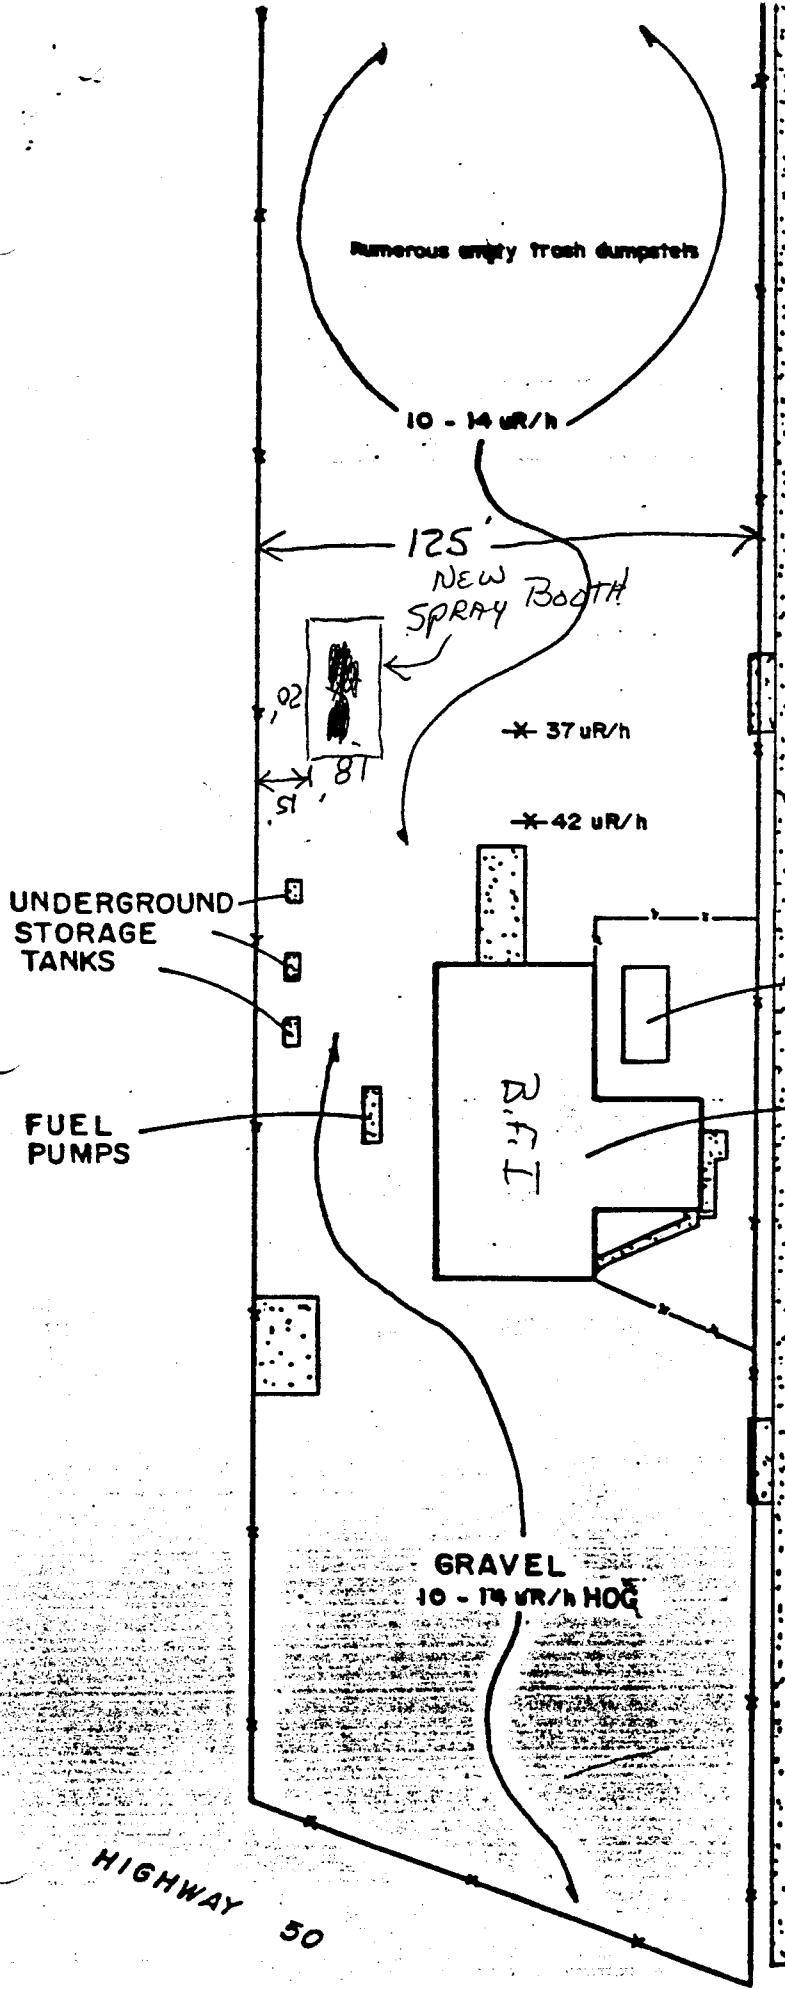 Numerous empty trash dumpsters
10 - 14 uR/h
125'
NEW
SPRAY BOOTH
20'
37 uR/h
18'
15'
42 uR/h
UNDERGROUND
STORAGE
TANKS
B.F.I
FUEL
PUMPS
GRAVEL
10 - 14 uR/h HOG
HIGHWAY 50